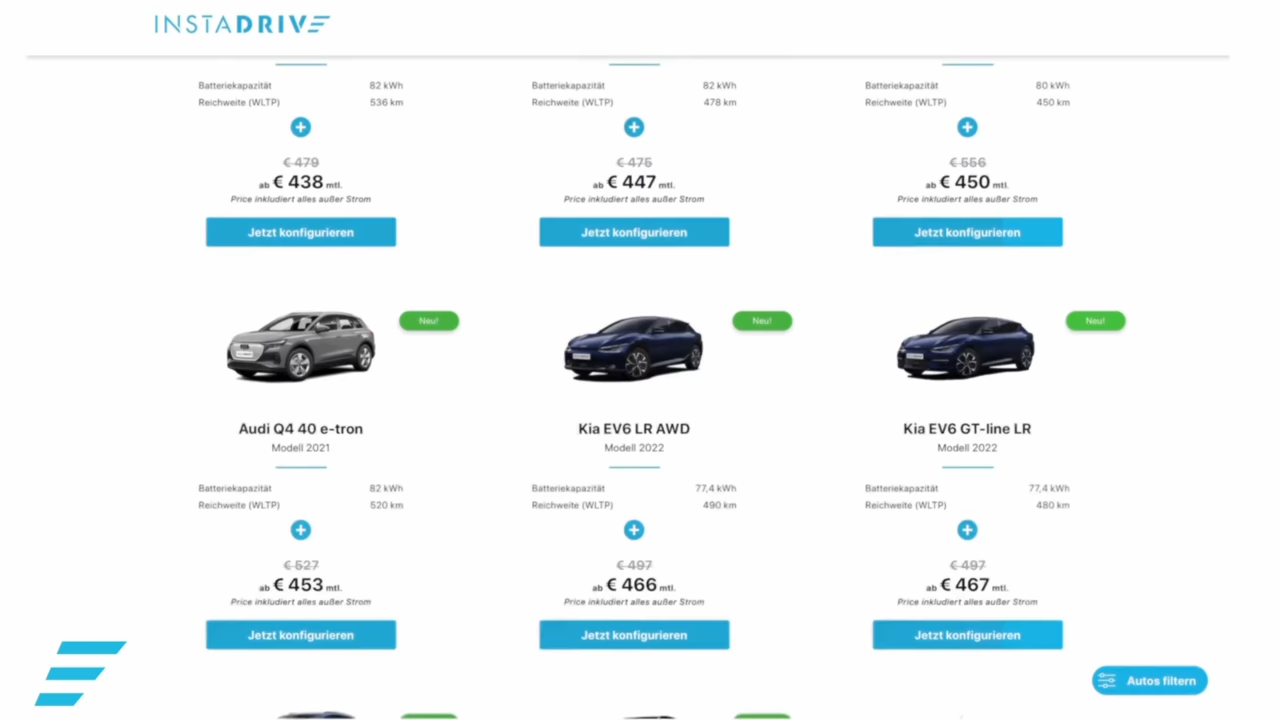 INSTADRIVE
Batteriekapazität 82 kWh
Reichweite (WLTP) 536 km
€ 479
ab € 438 mtl.
Price inkludiert alles außer Strom
Jetzt konfigurieren
Batteriekapazität 82 kWh
Reichweite (WLTP) 478 km
€ 475
ab € 447 mtl.
Price inkludiert alles außer Strom
Jetzt konfigurieren
Batteriekapazität 80 kWh
Reichweite (WLTP) 450 km
€ 556
ab € 450 mtl.
Price inkludiert alles außer Strom
Jetzt konfigurieren
Neu!
Audi Q4 40 e-tron
Modell 2021
Batteriekapazität 82 kWh
Reichweite (WLTP) 520 km
€ 527
ab € 453 mtl.
Price inkludiert alles außer Strom
Jetzt konfigurieren
Neu!
Kia EV6 LR AWD
Modell 2022
Batteriekapazität 77,4 kWh
Reichweite (WLTP) 490 km
€ 497
ab € 466 mtl.
Price inkludiert alles außer Strom
Jetzt konfigurieren
Neu!
Kia EV6 GT-line LR
Modell 2022
Batteriekapazität 77,4 kWh
Reichweite (WLTP) 480 km
€ 497
ab € 467 mtl.
Price inkludiert alles außer Strom
Jetzt konfigurieren
Autos filtern